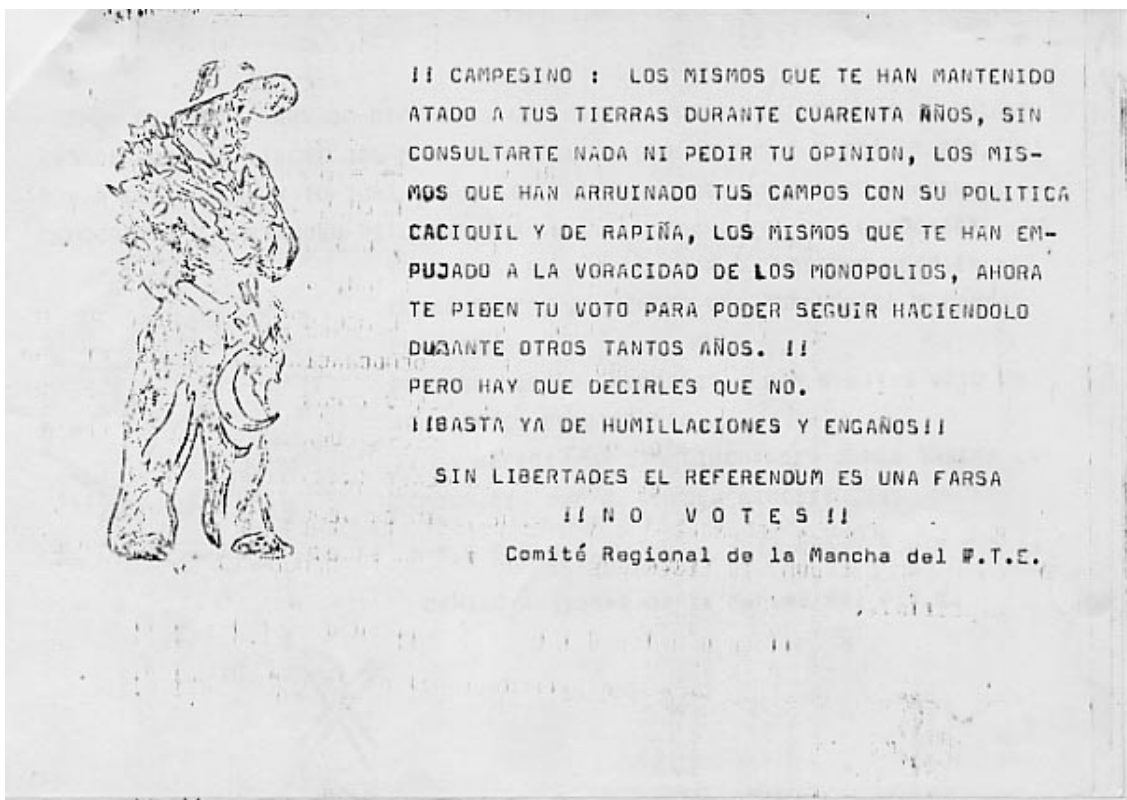 !! CAMPESINO : LOS MISMOS QUE TE HAN MANTENIDO
ATADO A TUS TIERRAS DURANTE CUARENTA AÑOS, SIN
CONSULTARTE NADA NI PEDIR TU OPINION, LOS MIS-
MOS QUE HAN ARRUINADO TUS CAMPOS CON SU POLITICA
CACIQUIL Y DE RAPIÑA, LOS MISMOS QUE TE HAN EM-
PUJADO A LA VORACIDAD DE LOS MONOPOLIOS, AHORA
TE PIDEN TU VOTO PARA PODER SEGUIR HACIENDOLO
DURANTE OTROS TANTOS AÑOS. !!
PERO HAY QUE DECIRLES QUE NO.
!!BASTA YA DE HUMILLACIONES Y ENGAÑOS!!
SIN LIBERTADES EL REFERENDUM ES UNA FARSA
!! N O V O T E S !!
Comité Regional de la Mancha del P.T.E.